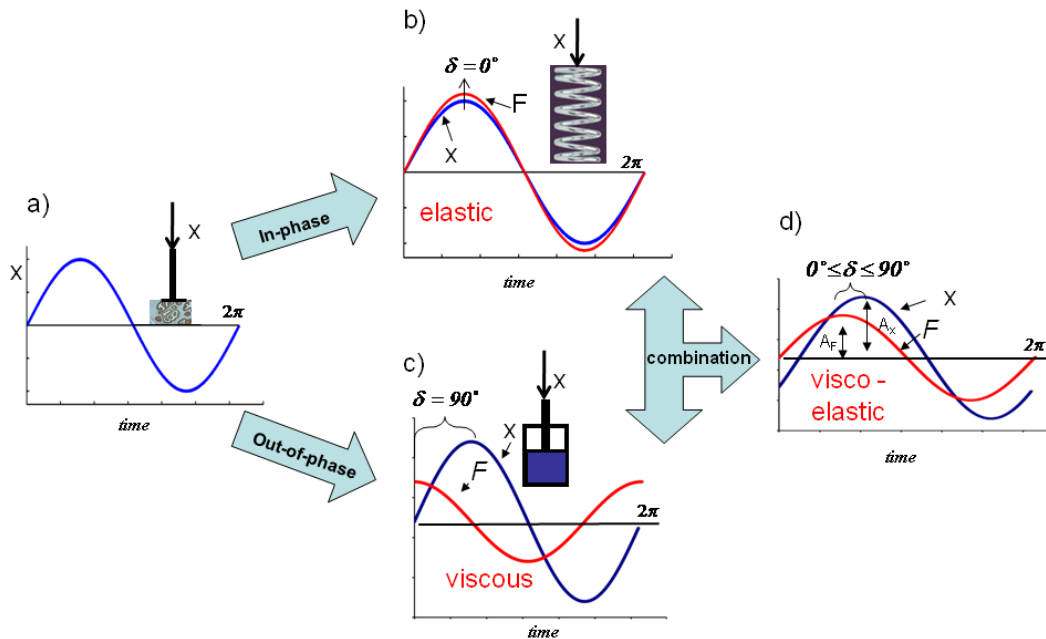 a)
X
X
2π
time
In-phase
Out-of-phase
b)
X
δ = 0°
F
X
2π
elastic
time
c)
X
δ = 90°
X
F
2π
viscous
time
combination
d)
0°≤δ≤90°
X
F
A_X
A_F
2π
visco -
elastic
time